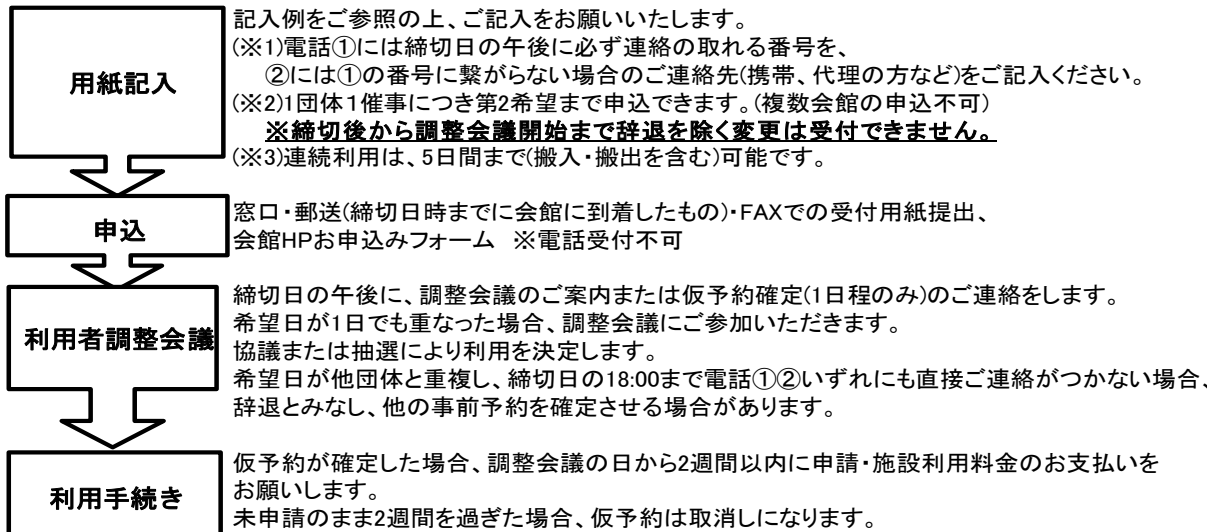 用紙記入
記入例をご参照の上、ご記入をお願いいたします。
(※1)電話①には締切日の午後に必ず連絡の取れる番号を、
②には①の番号に繋がらない場合のご連絡先(携帯、代理の方など)をご記入ください。
(※2)1団体1催事につき第2希望まで申込できます。(複数会館の申込不可)
※締切後から調整会議開始まで辞退を除く変更は受付できません。
(※3)連続利用は、5日間まで(搬入・搬出を含む)可能です。
申込
窓口・郵送(締切日時までに会館に到着したもの)・FAXでの受付用紙提出、
会館HPお申込みフォーム ※電話受付不可
利用者調整会議
締切日の午後に、調整会議のご案内または仮予約確定(1日程のみ)のご連絡をします。
希望日が1日でも重なった場合、調整会議にご参加いただきます。
協議または抽選により利用を決定します。
希望日が他団体と重複し、締切日の18:00まで電話①②いずれにも直接ご連絡がつかない場合、
辞退とみなし、他の事前予約を確定させる場合があります。
利用手続き
仮予約が確定した場合、調整会議の日から2週間以内に申請・施設利用料金のお支払いを
お願いします。
未申請のまま2週間を過ぎた場合、仮予約は取消しになります。